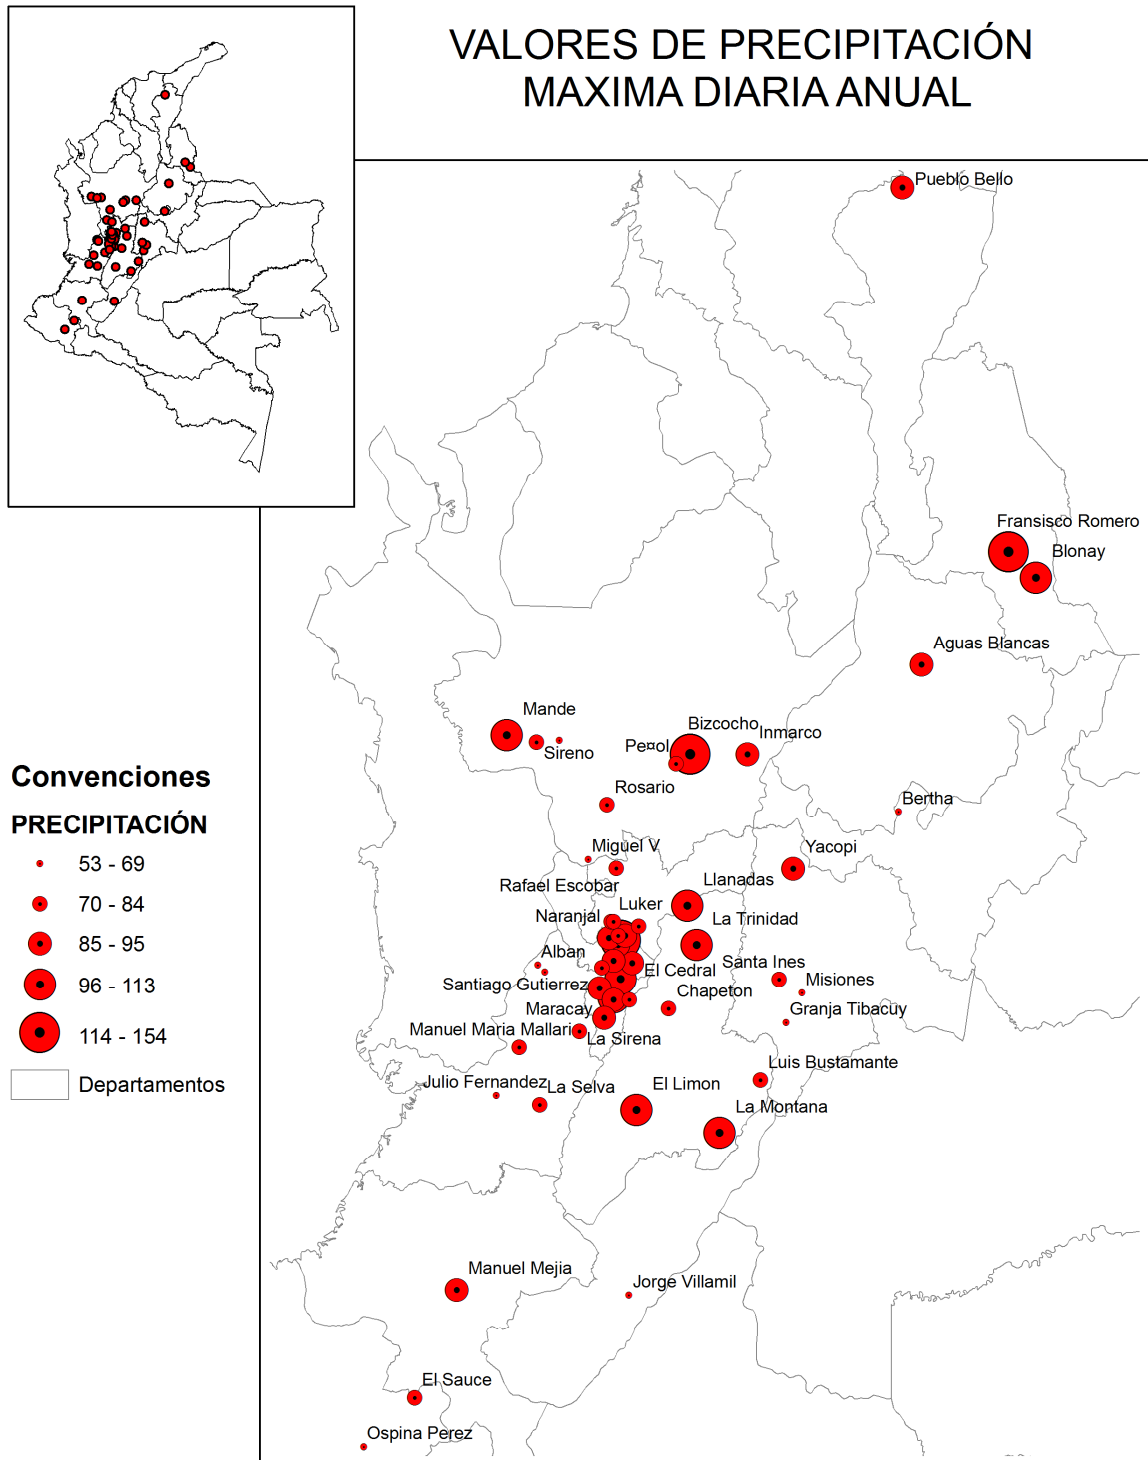 VALORES DE PRECIPITACIÓN
MAXIMA DIARIA ANUAL
Pueblo Bello
Fransisco Romero
Blonay
Aguas Blancas
Mande
Bizcocho
Inmarco
Sireno
Pe¤ol
Rosario
Bertha
Miguel V
Yacopi
Rafael Escobar
Llanadas
Luker
Naranjal
La Trinidad
Alban
El Cedral
Santa Ines
Misiones
Santiago Gutierrez
Chapeton
Maracay
Granja Tibacuy
Manuel Maria Mallari
La Sirena
Luis Bustamante
Julio Fernandez
La Selva
El Limon
La Montana
Manuel Mejia
Jorge Villamil
El Sauce
Ospina Perez
Convenciones
PRECIPITACIÓN
53 - 69
70 - 84
85 - 95
96 - 113
114 - 154
Departamentos